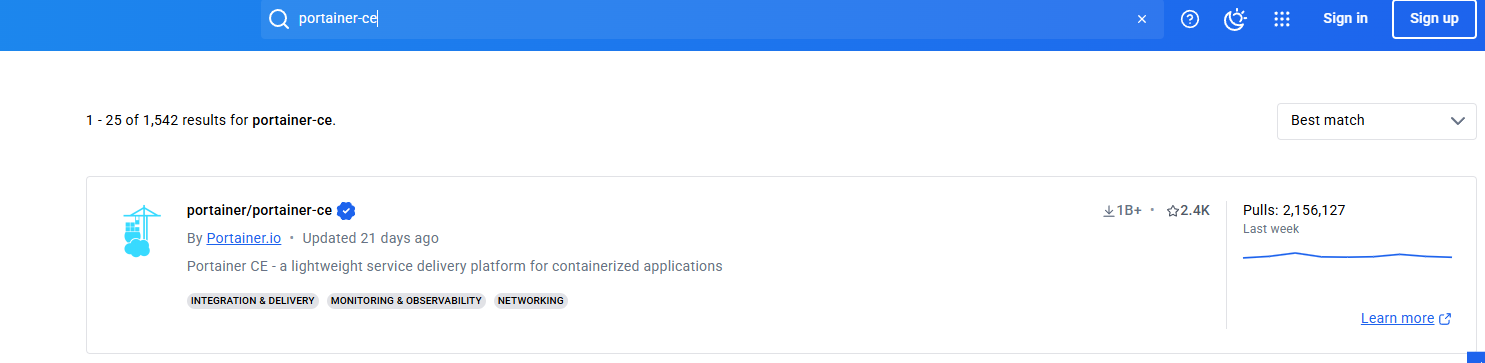 portainer-ce
Sign in
Sign up
1 - 25 of 1,542 results for portainer-ce.
Best match
portainer/portainer-ce
1B+ • 2.4K
Pulls: 2,156,127
By Portainer.io • Updated 21 days ago
Last week
Portainer CE - a lightweight service delivery platform for containerized applications
INTEGRATION & DELIVERY MONITORING & OBSERVABILITY NETWORKING
Learn more